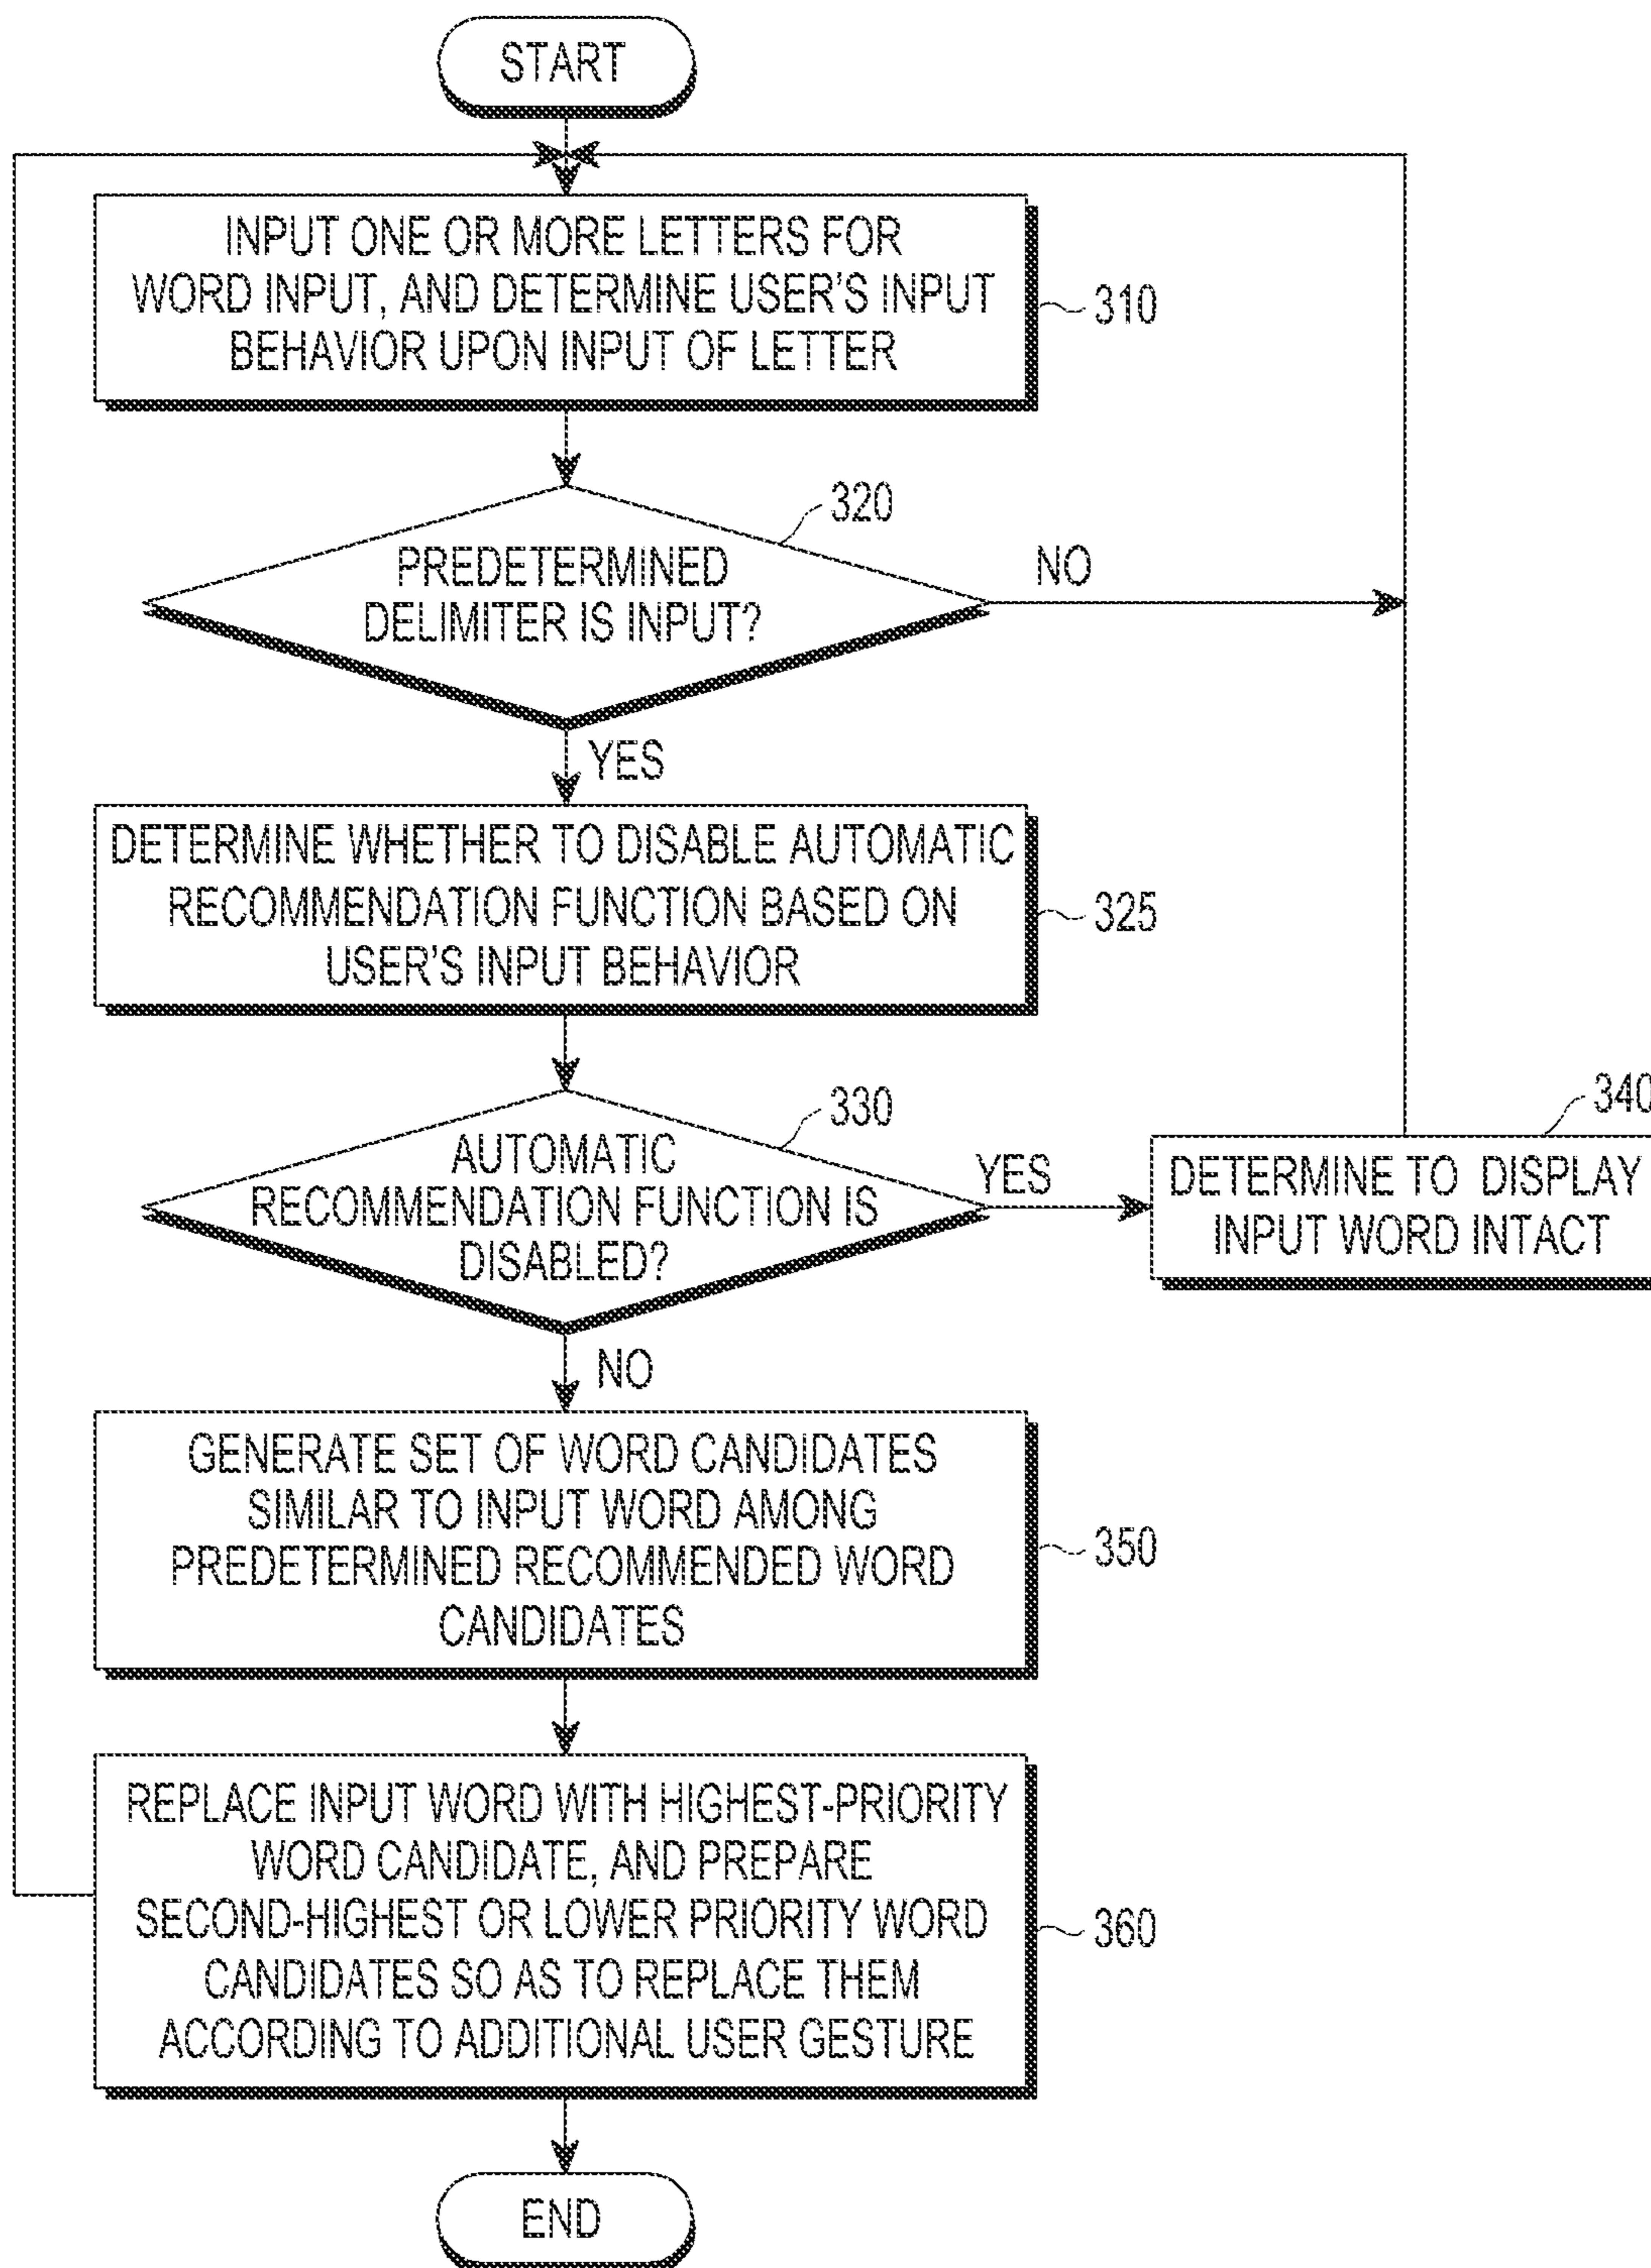 START
INPUT ONE OR MORE LETTERS FOR
WORD INPUT, AND DETERMINE USER'S INPUT
BEHAVIOR UPON INPUT OF LETTER
310
320
PREDETERMINED
DELIMITER IS INPUT?
NO
YES
DETERMINE WHETHER TO DISABLE AUTOMATIC
RECOMMENDATION FUNCTION BASED ON
USER'S INPUT BEHAVIOR
325
330
AUTOMATIC
RECOMMENDATION FUNCTION IS
DISABLED?
YES
340
DETERMINE TO DISPLAY
INPUT WORD INTACT
NO
GENERATE SET OF WORD CANDIDATES
SIMILAR TO INPUT WORD AMONG
PREDETERMINED RECOMMENDED WORD
CANDIDATES
350
REPLACE INPUT WORD WITH HIGHEST-PRIORITY
WORD CANDIDATE, AND PREPARE
SECOND-HIGHEST OR LOWER PRIORITY WORD
CANDIDATES SO AS TO REPLACE THEM
ACCORDING TO ADDITIONAL USER GESTURE
360
END